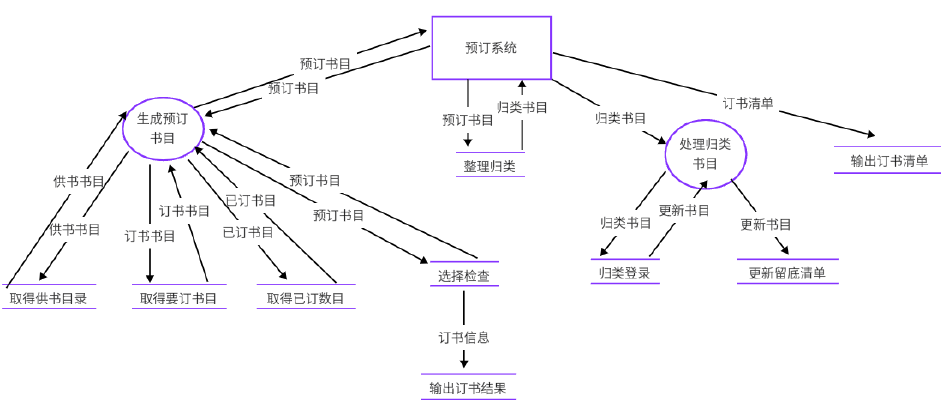 预订系统
预订书目
预订书目
订书清单
归类书目
预订书目
归类书目
生成预订
书目
处理归类
书目
输出订书清单
整理归类
供书书目
预订书目
已订书目
订书书目
预订书目
归类书目
更新书目
更新书目
供书书目
订书书目
已订书目
选择检查
归类登录
更新留底清单
取得供书目录
取得要订书目
取得已订数目
订书信息
输出订书结果